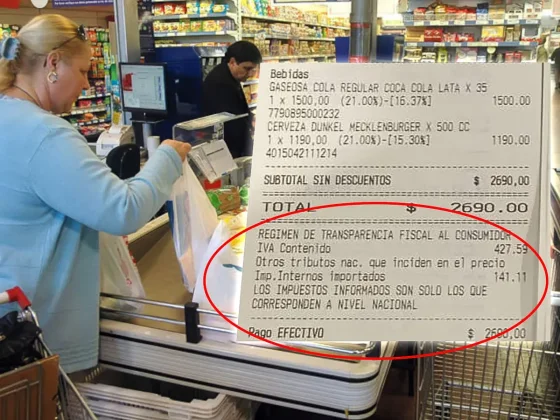 Bebidas
GASEOSA COLA REGULAR COCA COLA LATA X 35
1 x 1500,00 (21.00%)-[16.37%] 1500.00
7790895000232
CERVEZA DUNKEL MECKLENBURGER X 500 CC
1 x 1190,00 (21.00%)-[15.30%] 1190.00
4015042111214
SUBTOTAL SIN DESCUENTOS $ 2690,00
TOTAL $ 2690.00
REGIMEN DE TRANSPARENCIA FISCAL AL CONSUMIDOR
IVA Contenido 427.59
Otros tributos nac. que inciden en el precio
Imp.Internos importados 141.11
LOS IMPUESTOS INFORMADOS SON SOLO LOS QUE
CORRESPONDEN A NIVEL NACIONAL
Pago EFECTIVO $ 2690,00